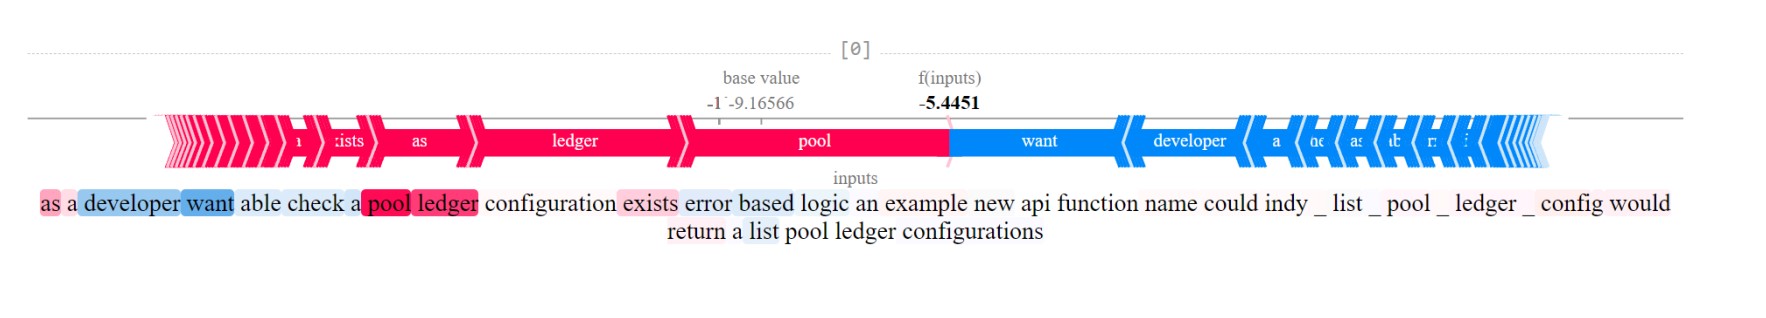 [0]
base value f(inputs)
-1 -9.16566 -5.4451
xists as ledger pool want developer a
inputs
as a developer want able check a pool ledger configuration exists error based logic an example new api function name could indy _ list _ pool _ ledger _ config would
return a list pool ledger configurations